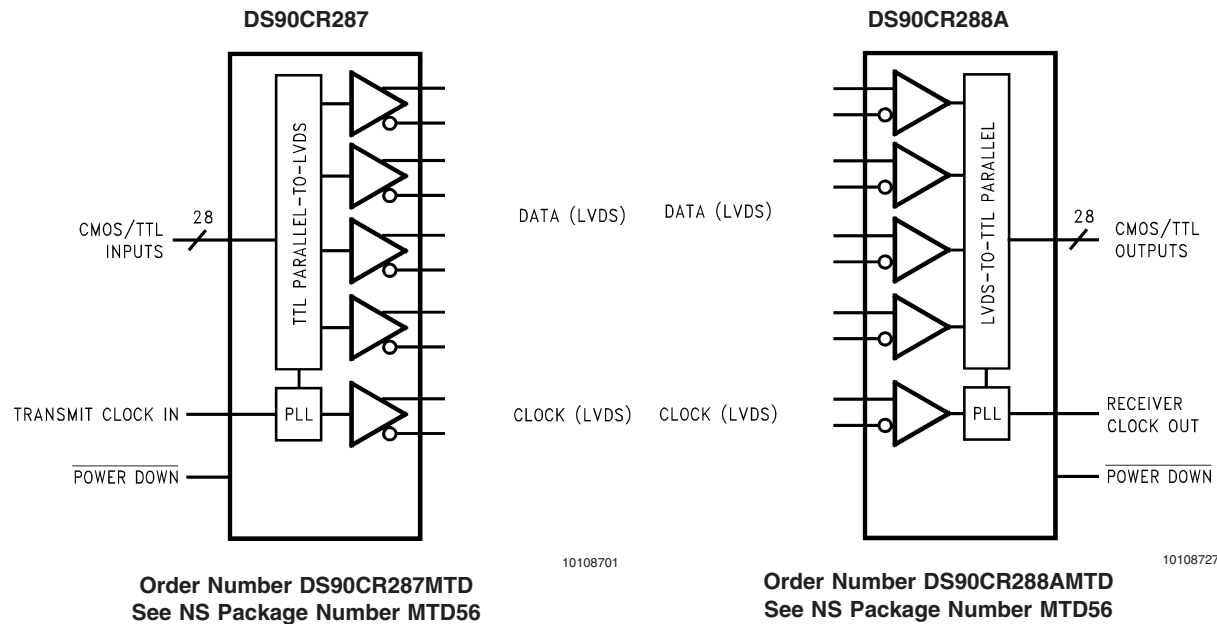 DS90CR287
TTL PARALLEL-TO-LVDS
28
CMOS/TTL
INPUTS
DATA (LVDS)
TRANSMIT CLOCK IN
PLL
CLOCK (LVDS)
POWER DOWN
10108701
Order Number DS90CR287MTD
See NS Package Number MTD56
DS90CR288A
DATA (LVDS)
LVDS-TO-TTL PARALLEL
28
CMOS/TTL
OUTPUTS
CLOCK (LVDS)
PLL
RECEIVER
CLOCK OUT
POWER DOWN
10108727
Order Number DS90CR288AMTD
See NS Package Number MTD56